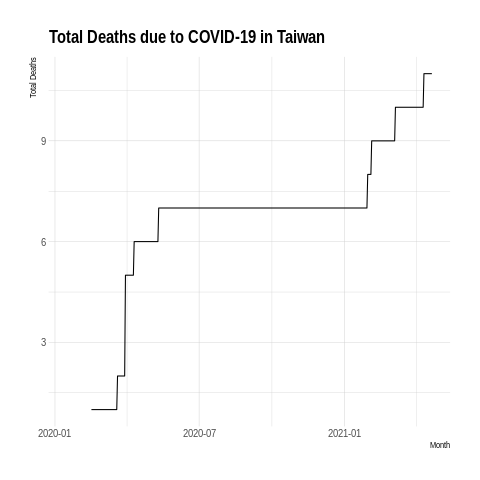 Total Deaths due to COVID-19 in Taiwan
Total Deaths
9
6
3
2020-01 2020-07 2021-01
Month